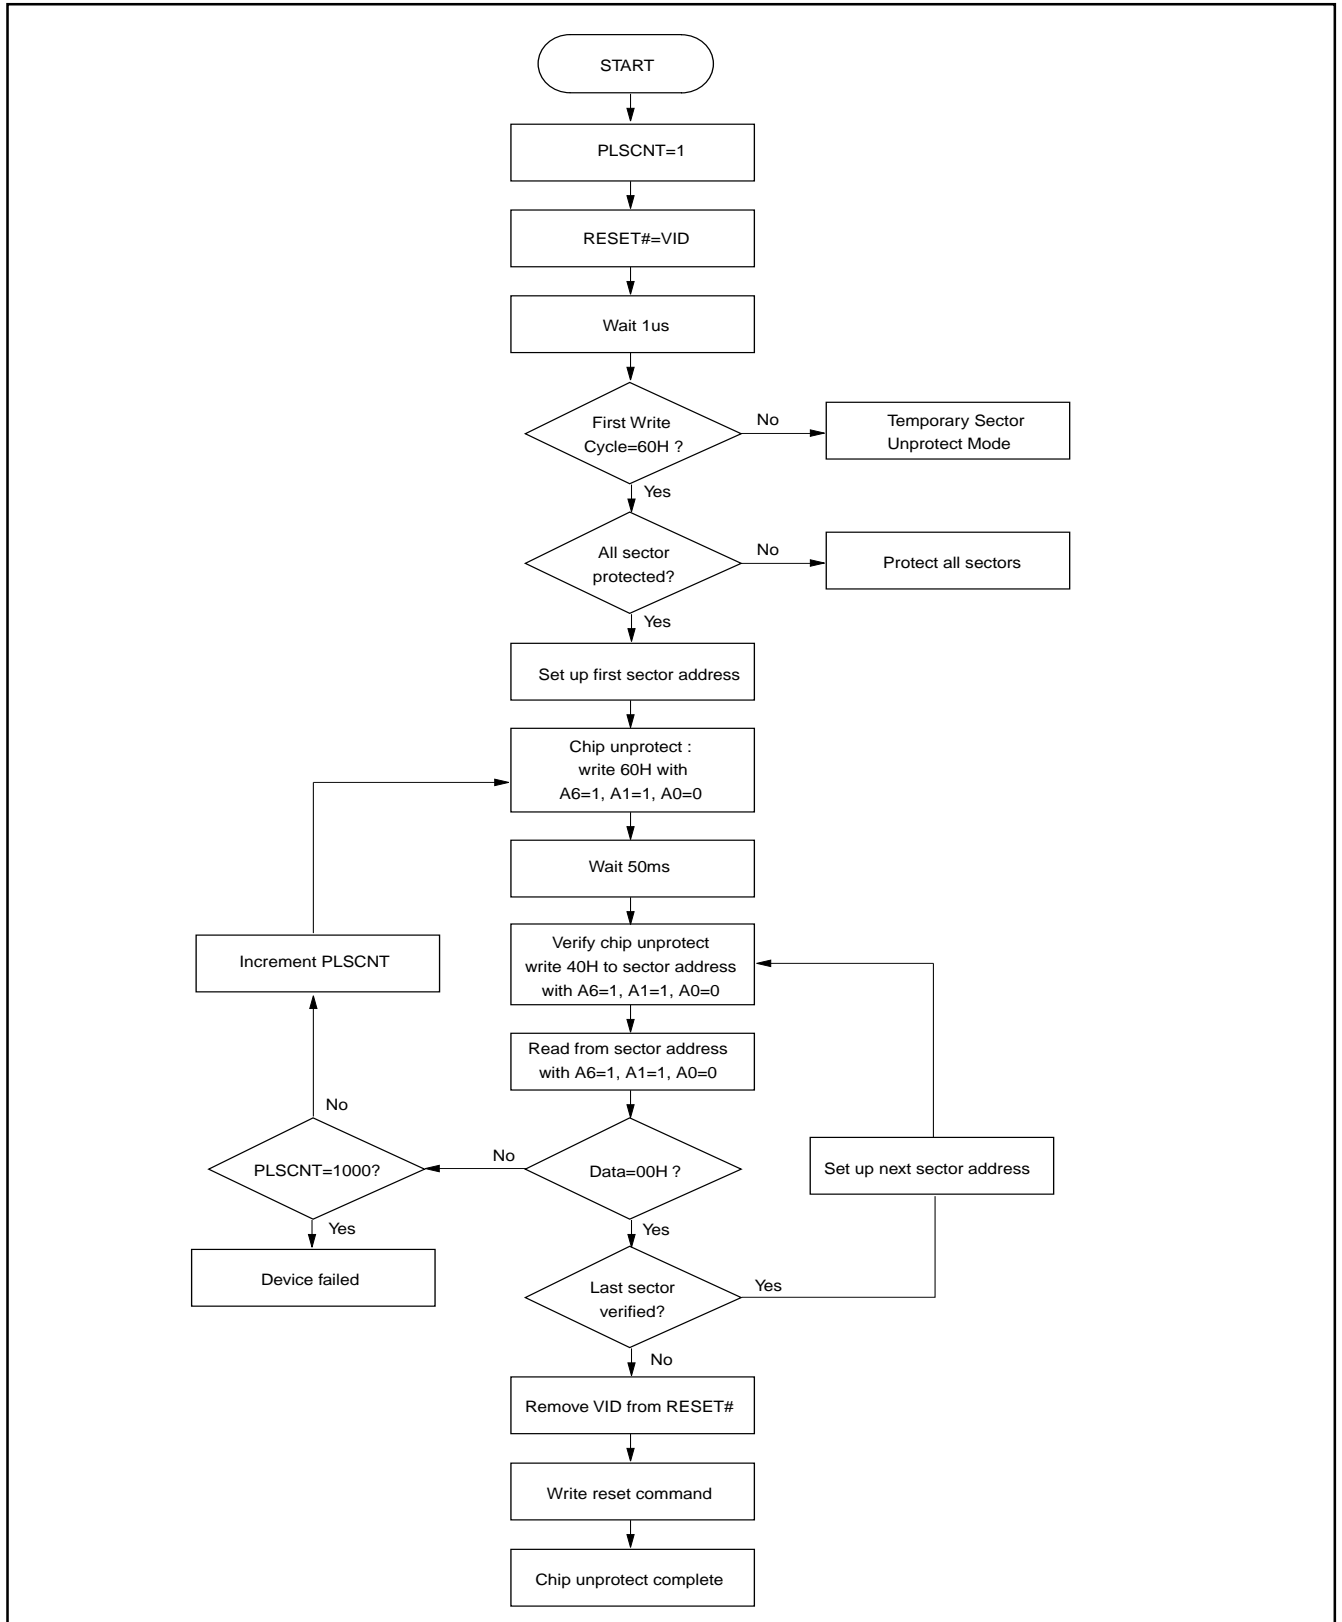 START
PLSCNT=1
RESET#=VID
Wait 1us
First Write
Cycle=60H ?
No
Temporary Sector
Unprotect Mode
Yes
All sector
protected?
No
Protect all sectors
Yes
Set up first sector address
Chip unprotect :
write 60H with
A6=1, A1=1, A0=0
Wait 50ms
Increment PLSCNT
Verify chip unprotect
write 40H to sector address
with A6=1, A1=1, A0=0
Read from sector address
with A6=1, A1=1, A0=0
No
PLSCNT=1000?
No
Data=00H ?
Set up next sector address
Yes
Yes
Device failed
Last sector
verified?
Yes
No
Remove VID from RESET#
Write reset command
Chip unprotect complete